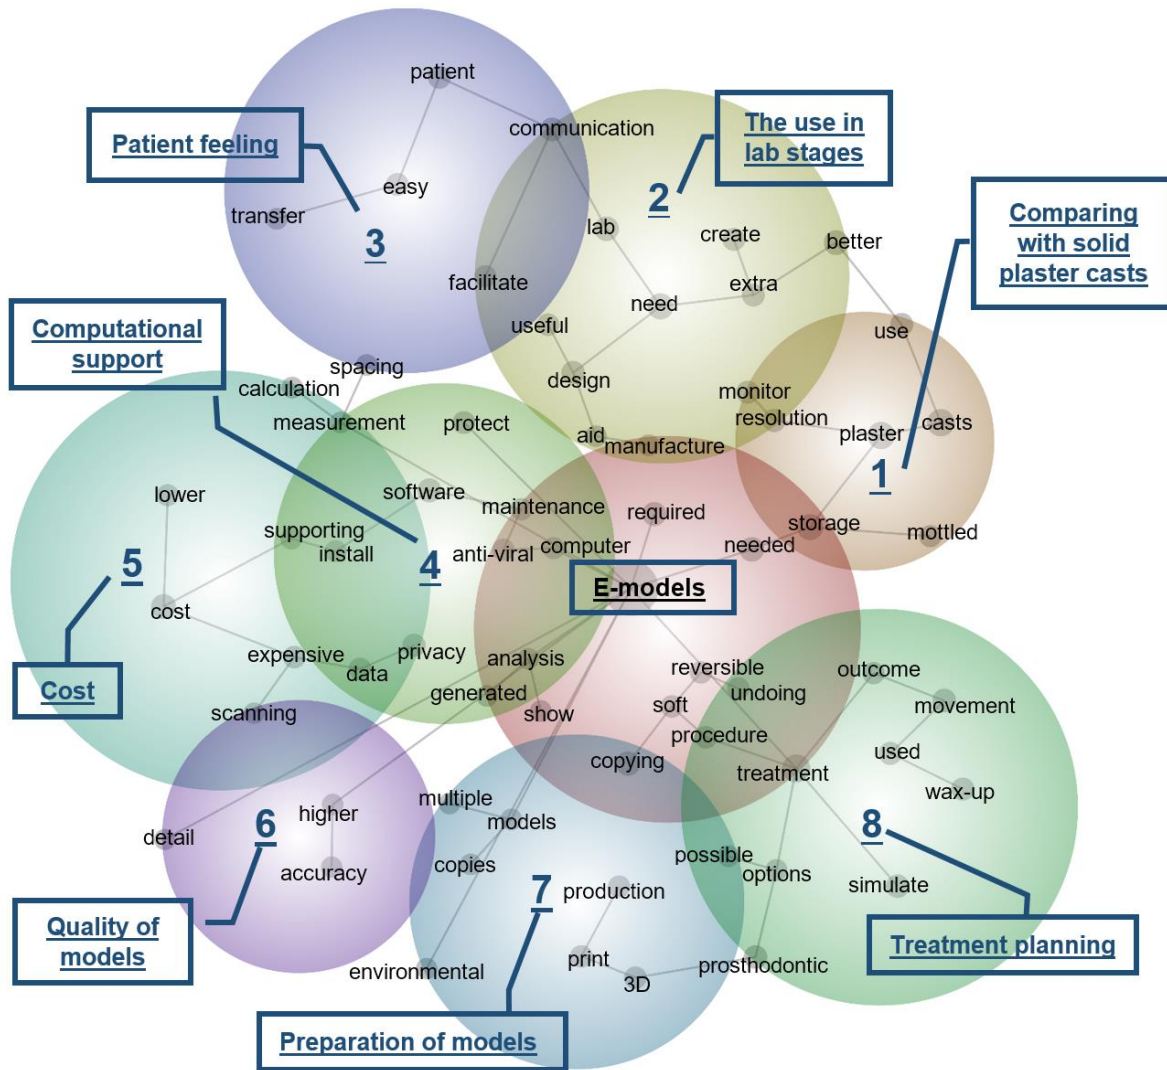 patient
communication
Patient feeling
The use in
lab stages
easy
transfer
3
2
lab
create
better
Comparing
with solid
plaster casts
facilitate
extra
need
useful
use
Computational
support
spacing
calculation
design
monitor
measurement
protect
resolution
casts
plaster
aid
manufacture
1
lower
software
maintenance
required
supporting
storage
mottled
install
anti-viral
computer
needed
5
4
E-models
cost
expensive
privacy
analysis
reversible
outcome
data
generated
undoing
Cost
scanning
show
soft
movement
procedure
used
copying
treatment
wax-up
multiple
higher
models
detail
6
8
possible
accuracy
copies
options
7
production
simulate
Quality of
models
Treatment planning
environmental
print
prosthodontic
3D
Preparation of models